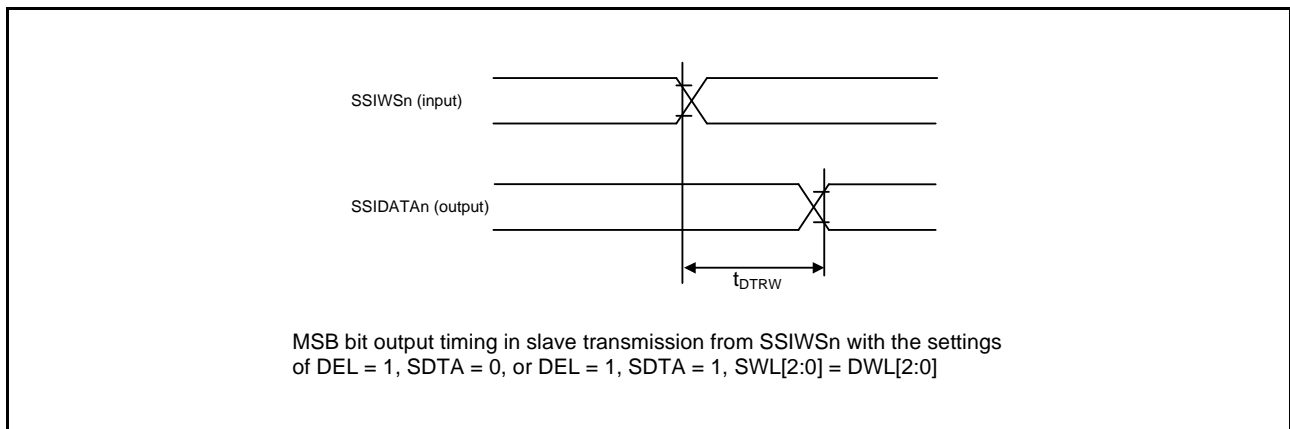 SSIWSn (input)
SSIDATAn (output)
tDTRW
MSB bit output timing in slave transmission from SSIWSn with the settings
of DEL = 1, SDTA = 0, or DEL = 1, SDTA = 1, SWL[2:0] = DWL[2:0]